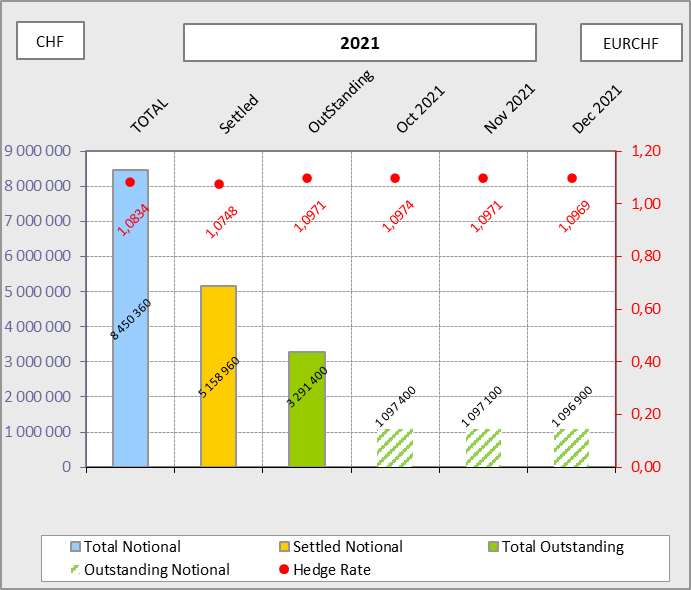 CHF
2021
EURCHF
TOTAL
Settled
OutStanding
Oct 2021
Nov 2021
Dec 2021
9 000 000
8 000 000
7 000 000
6 000 000
5 000 000
4 000 000
3 000 000
2 000 000
1 000 000
0
1,20
1,00
0,80
0,60
0,40
0,20
0,00
1,0834
1,0748
1,0971
1,0974
1,0971
1,0969
8 450 360
5 158 960
3 291 400
1 097 400
1 097 100
1 096 900
Total Notional
Settled Notional
Total Outstanding
Outstanding Notional
Hedge Rate